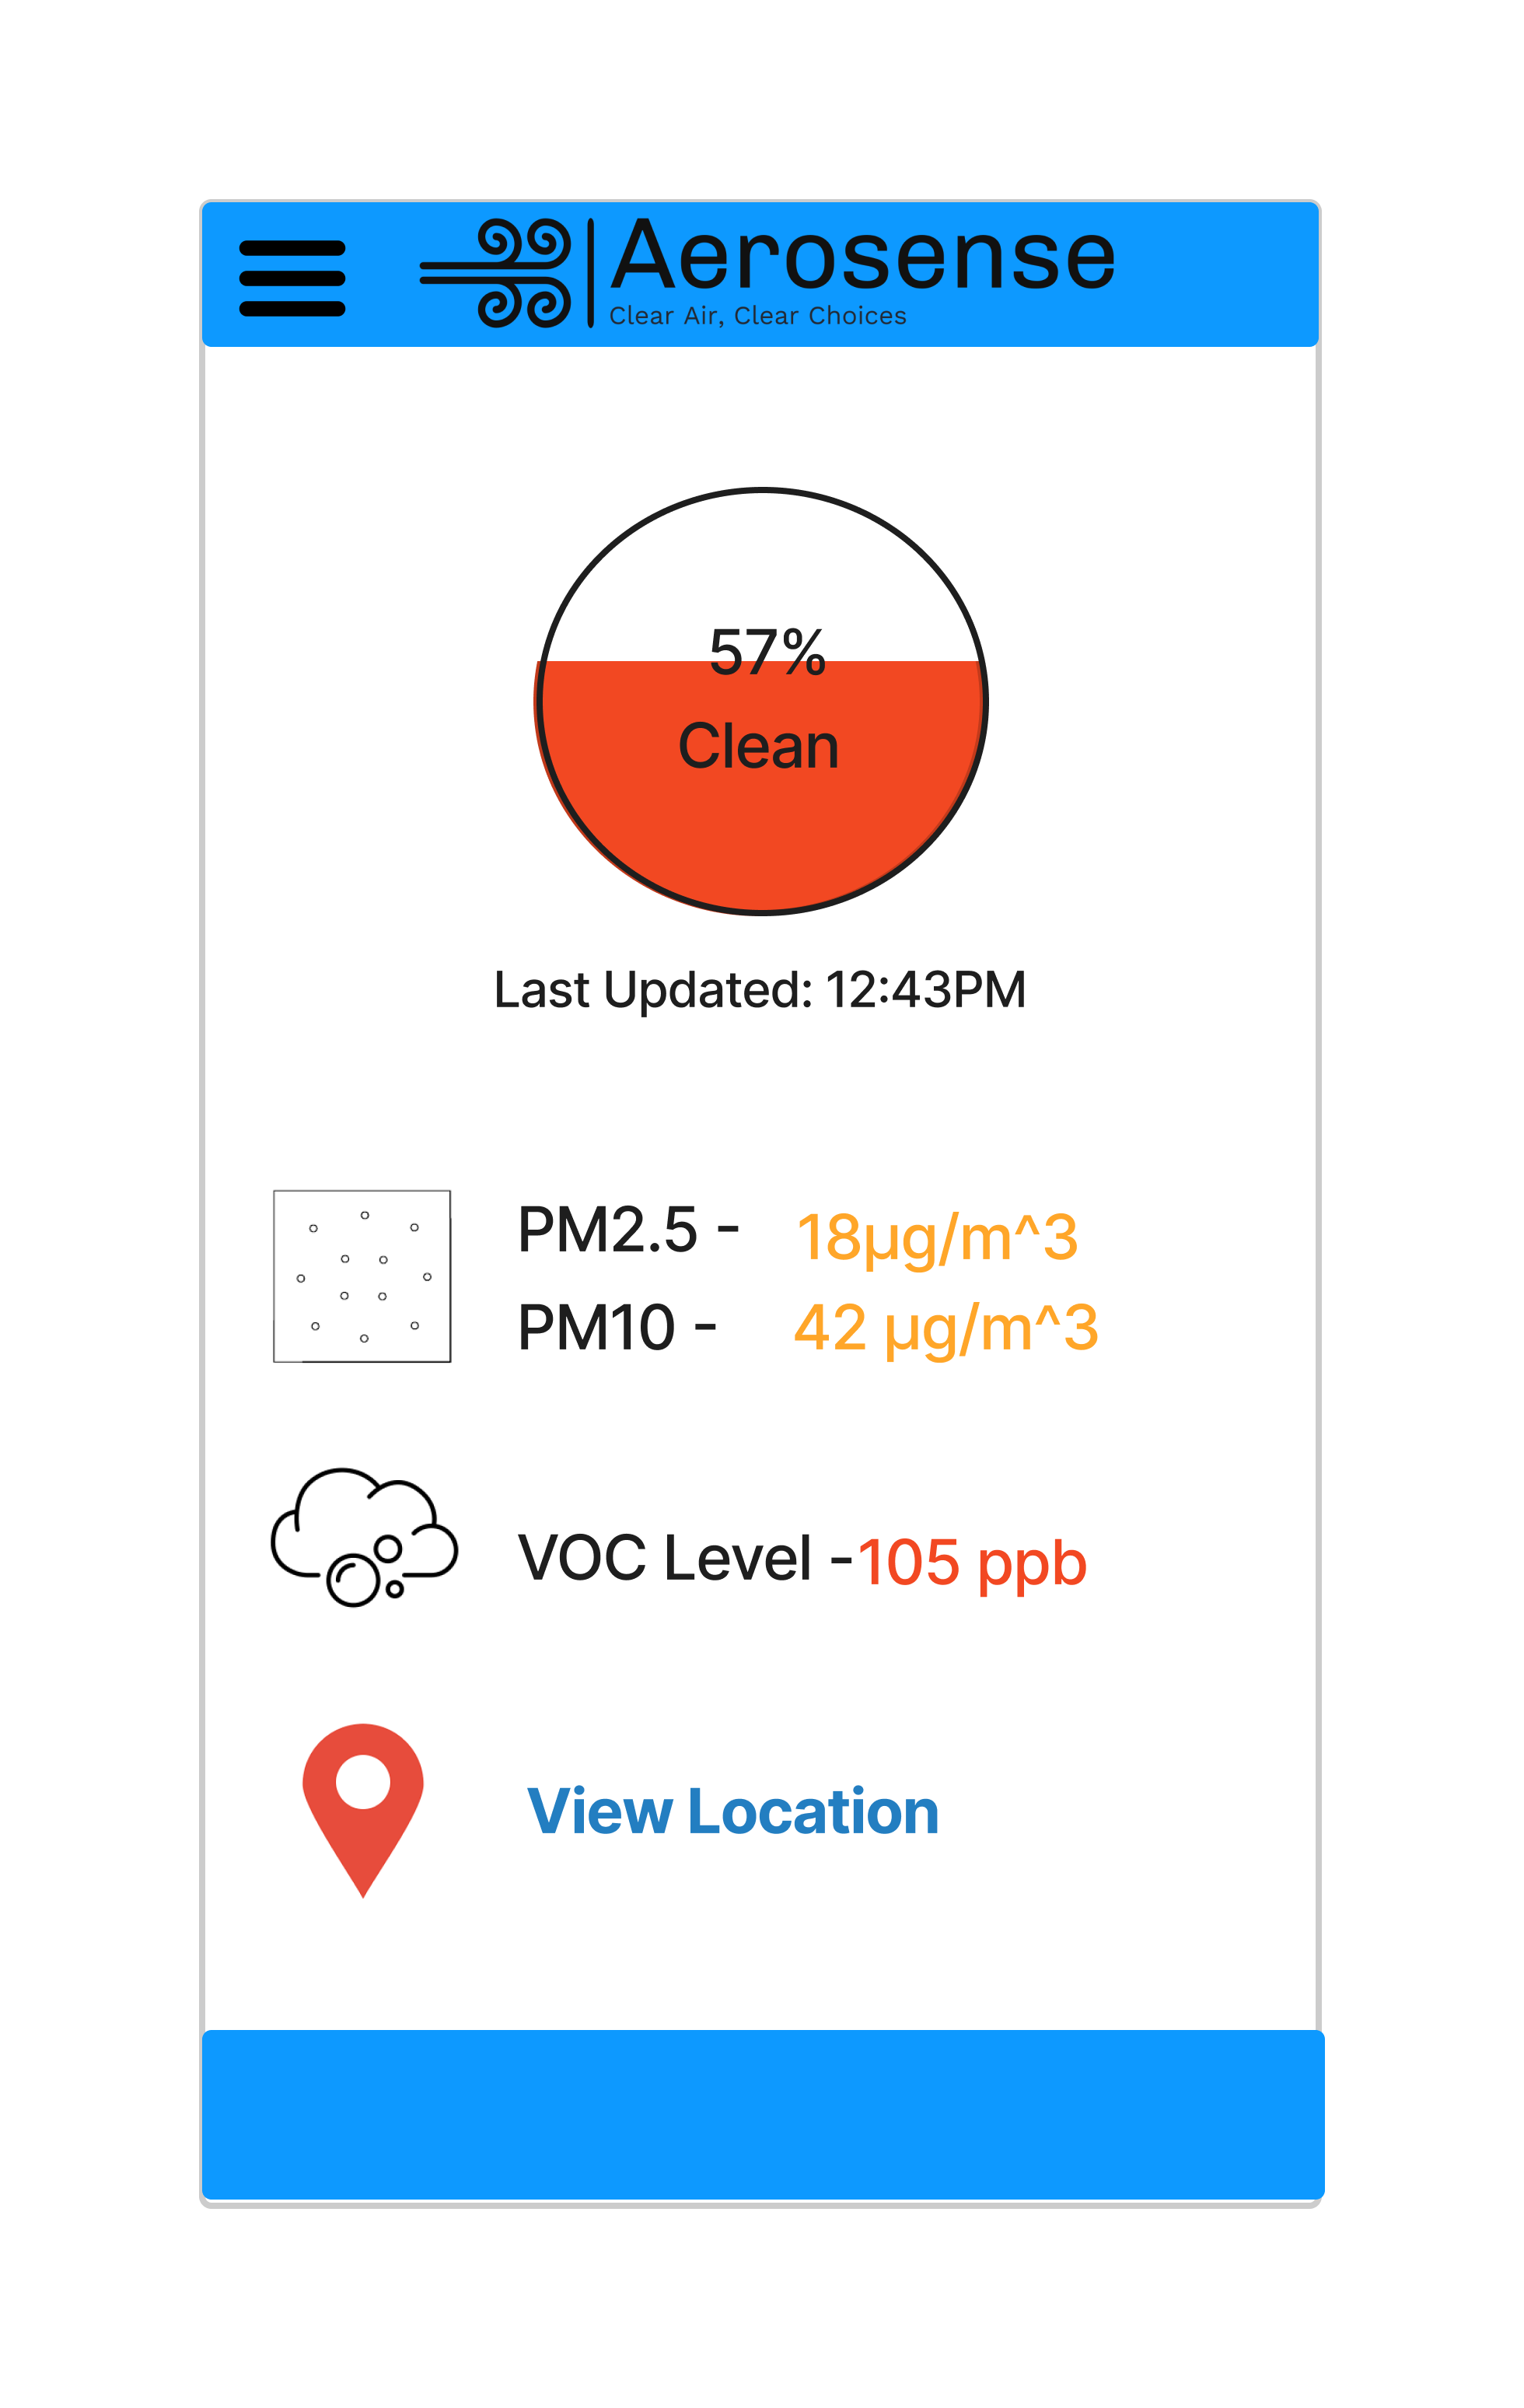 Aerosense
Clear Air, Clear Choices
57%
Clean
Last Updated: 12:43PM
PM2.5 - 18µg/m^3
PM10 - 42 µg/m^3
VOC Level -105 ppb
View Location